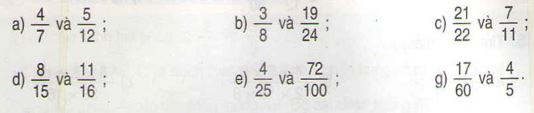 a) 4/7 và 5/12 ; b) 3/8 và 19/24 ; c) 21/22 và 7/11 ;
d) 8/15 và 11/16 ; e) 4/25 và 72/100 ; g) 17/60 và 4/5 .